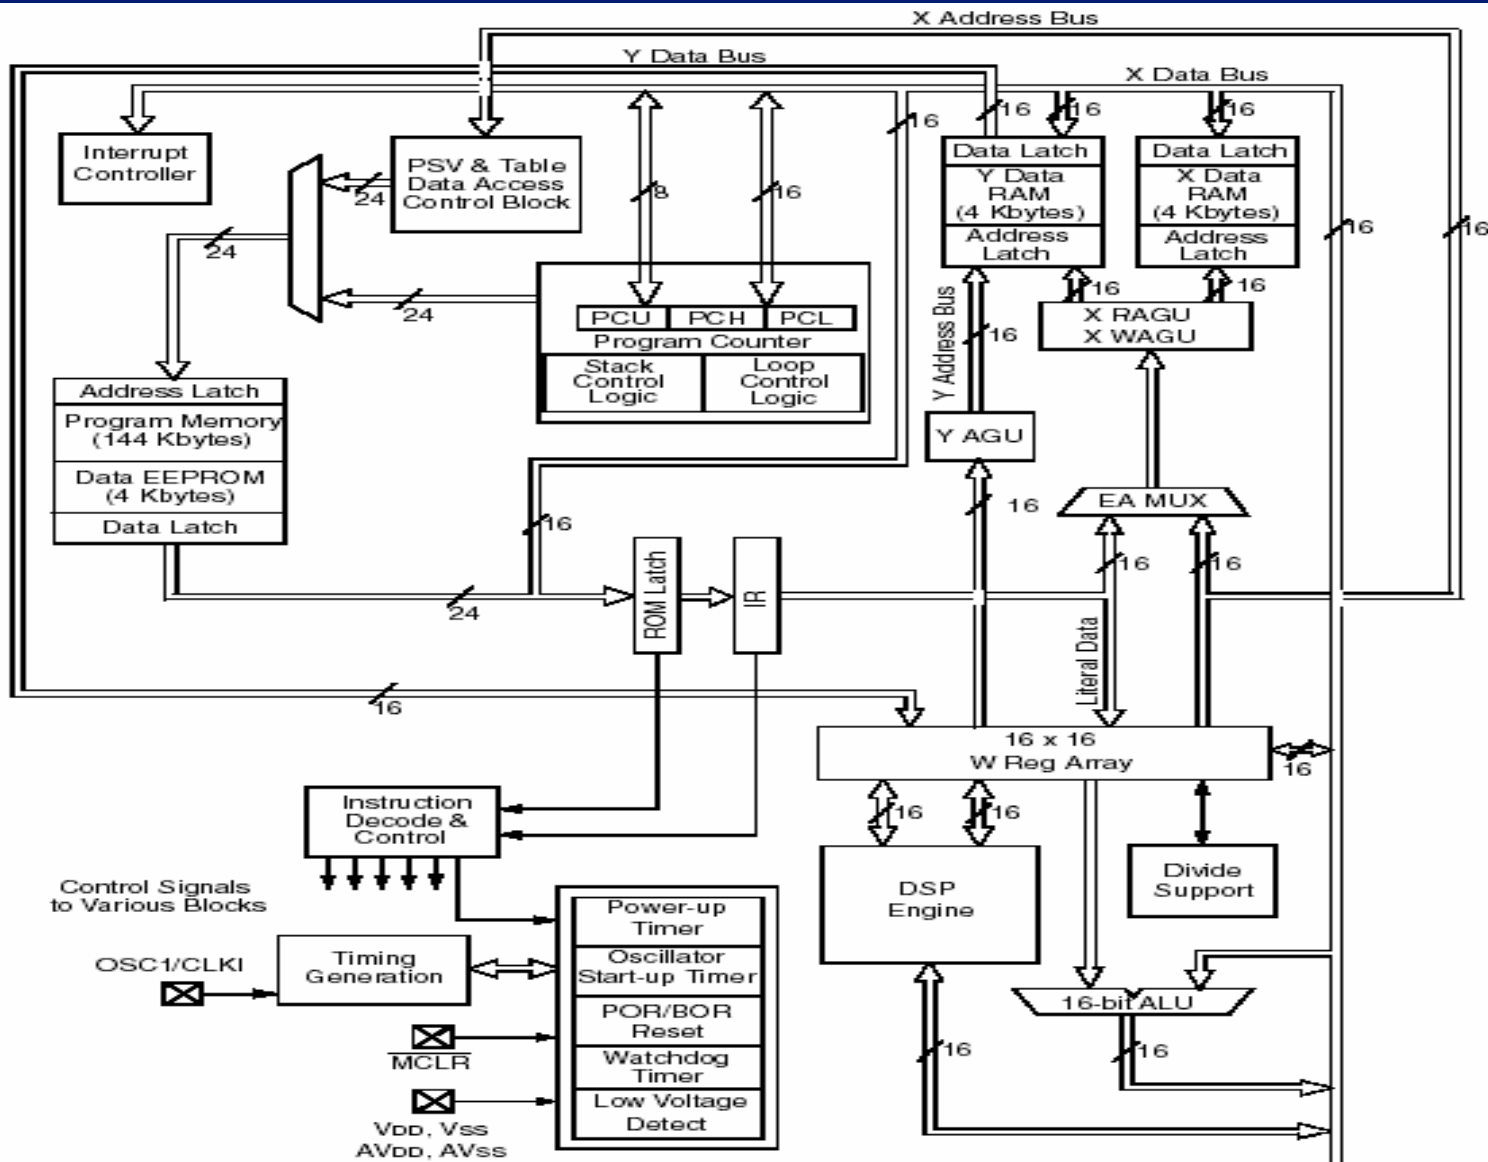 X Address Bus
Y Data Bus
X Data Bus
16
16
16
16
Interrupt
Controller
PSV & Table
Data Access
Control Block
24
8
16
Data Latch
Y Data
RAM
(4 Kbytes)
Address
Latch
Data Latch
X Data
RAM
(4 Kbytes)
Address
Latch
16
16
24
24
16
16
PCU
PCH
PCL
Program Counter
Stack
Control
Logic
Loop
Control
Logic
Y Address Bus
16
X RAGU
X WAGU
Address Latch
Program Memory
(144 Kbytes)
Data EEPROM
(4 Kbytes)
Data Latch
Y AGU
16
EA MUX
16
16
16
24
ROM Latch
IR
Literal Data
16
16 x 16
W Reg Array
16
Instruction
Decode &
Control
16
16
DSP
Engine
Divide
Support
Control Signals
to Various Blocks
Power-up
Timer
OSC1/CLKI
Timing
Generation
Oscillator
Start-up Timer
POR/BOR
Reset
16-bit ALU
MCLR
Watchdog
Timer
16
16
Low Voltage
Detect
VDD, VSS
AVDD, AVSS